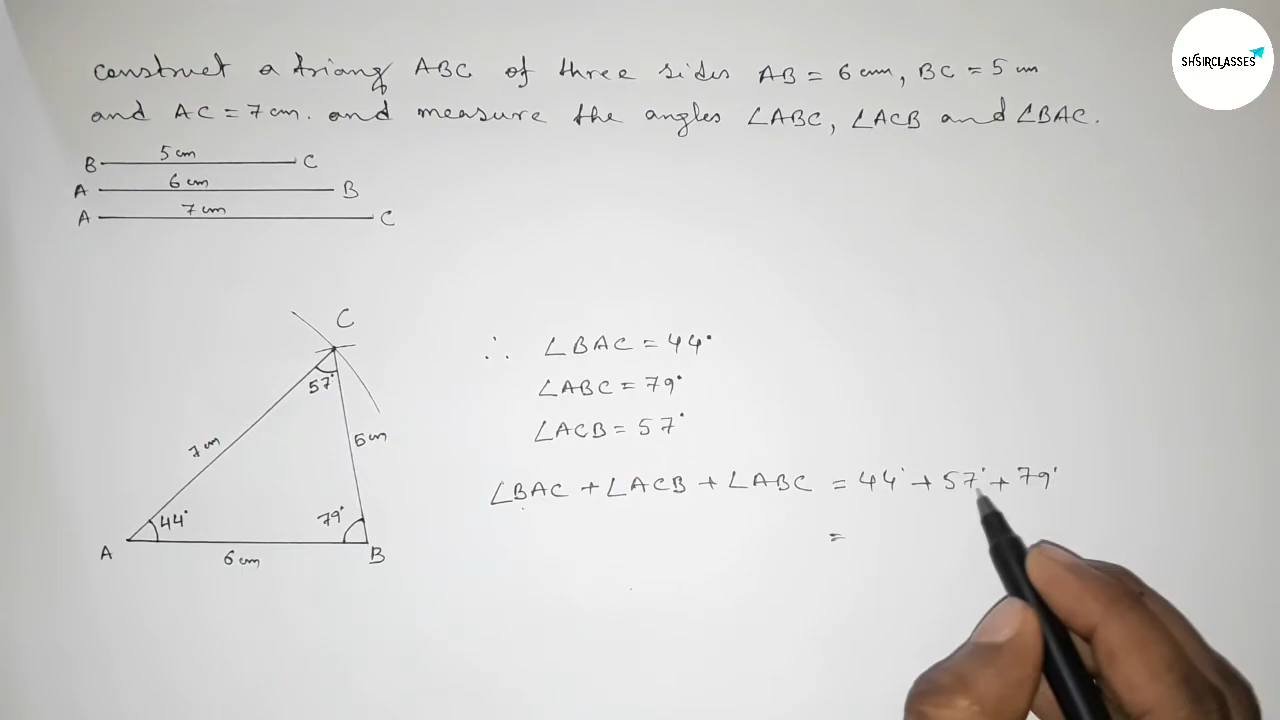 SHSIRCLASSES
construct a triang ABC of three sides AB = 6 cm, BC = 5 cm
and AC = 7 cm. and measure the angles ∠ABC, ∠ACB and ∠BAC.
B 5 cm C
A 6 cm B
A 7 cm C
C
57°
7 cm
5 cm
44°
79°
A
6 cm
B
∴ ∠BAC = 44°
∠ABC = 79°
∠ACB = 57°
∠BAC + ∠ACB + ∠ABC = 44° + 57° + 79°
=